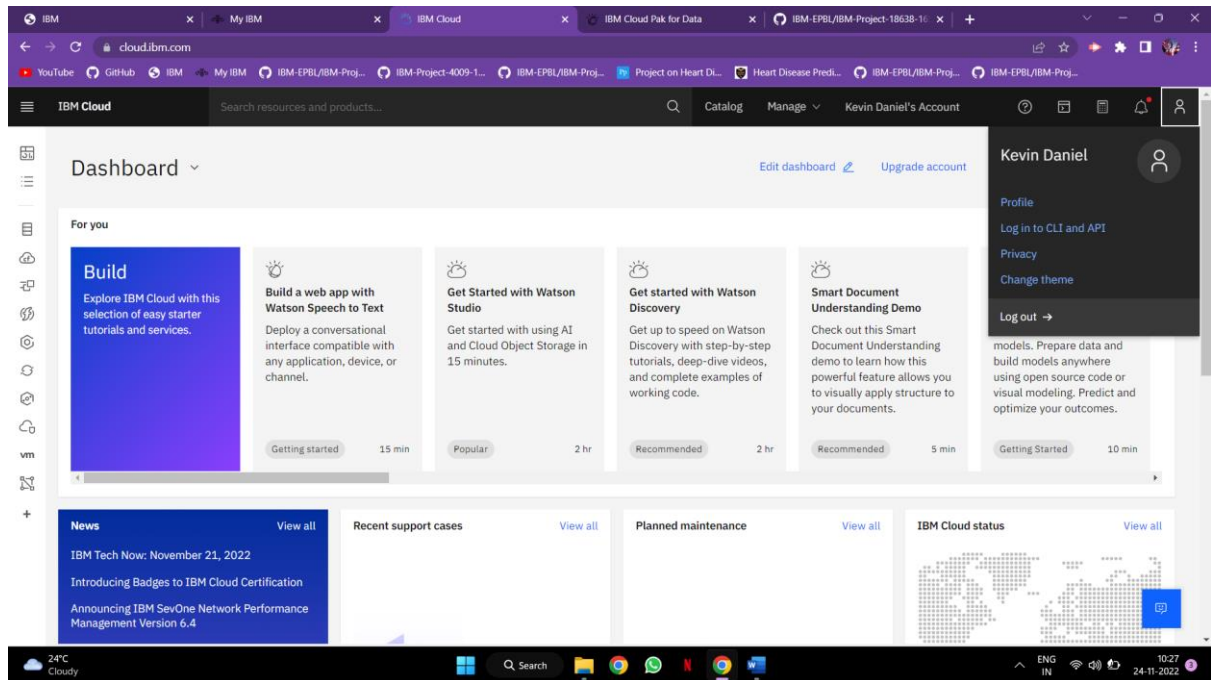 IBM
My IBM
IBM Cloud
IBM Cloud Pak for Data
IBM-EPBL/IBM-Project-18638-16
cloud.ibm.com
YouTube
GitHub
IBM
My IBM
IBM-EPBL/IBM-Proj...
IBM-Project-4009-1...
IBM-EPBL/IBM-Proj...
Project on Heart Di...
Heart Disease Predi...
IBM-EPBL/IBM-Proj...
IBM-EPBL/IBM-Proj...
IBM Cloud
Search resources and products...
Catalog
Manage
Kevin Daniel's Account
Dashboard
Edit dashboard
Upgrade account
Kevin Daniel
Profile
Log in to CLI and API
Privacy
Change theme
Log out →
For you
Build
Explore IBM Cloud with this
selection of easy starter
tutorials and services.
Build a web app with
Watson Speech to Text
Deploy a conversational
interface compatible with
any application, device, or
channel.
Getting started
15 min
Get Started with Watson
Studio
Get started with using AI
and Cloud Object Storage in
15 minutes.
Popular
2 hr
Get started with Watson
Discovery
Get up to speed on Watson
Discovery with step-by-step
tutorials, deep-dive videos,
and complete examples of
working code.
Recommended
2 hr
Smart Document
Understanding Demo
Check out this Smart
Document Understanding
demo to learn how this
powerful feature allows you
to visually apply structure to
your documents.
Recommended
5 min
models. Prepare data and
build models anywhere
using open source code or
visual modeling. Predict and
optimize your outcomes.
Getting Started
10 min
vm
News
View all
IBM Tech Now: November 21, 2022
Introducing Badges to IBM Cloud Certification
Announcing IBM SevOne Network Performance
Management Version 6.4
Recent support cases
View all
Planned maintenance
View all
IBM Cloud status
View all
24°C
Cloudy
Search
ENG
IN
10:27
24-11-2022
3